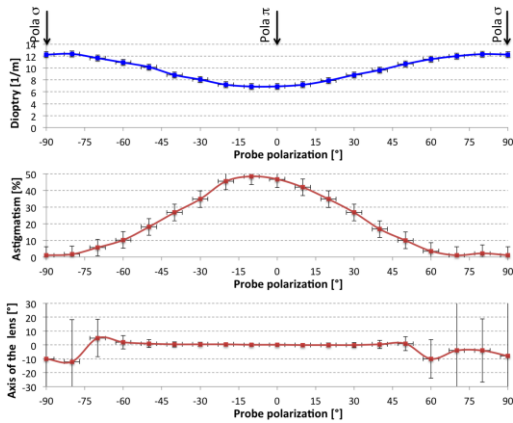 Pola σ
Pola π
Pola σ
Dioptry [1/m]
14
12
10
8
6
4
2
0
-90 -75 -60 -45 -30 -15 0 15 30 45 60 75 90
Probe polarization [°]
Astigmatism [%]
50
40
30
20
10
0
-90 -75 -60 -45 -30 -15 0 15 30 45 60 75 90
Probe polarization [°]
Axis of the lens [°]
30
20
10
0
-10
-20
-30
-90 -75 -60 -45 -30 -15 0 15 30 45 60 75 90
Probe polarization [°]